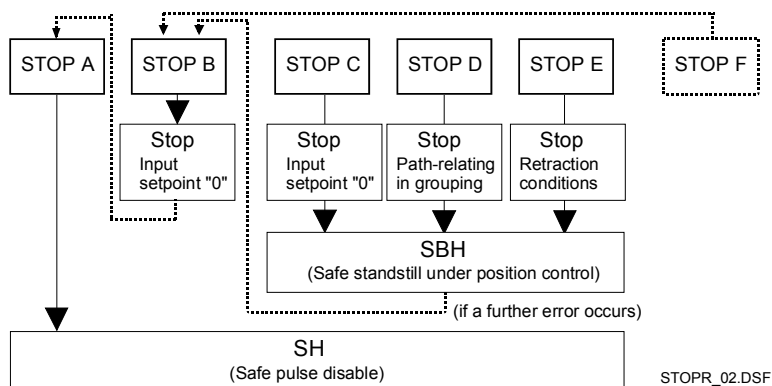 STOP A
STOP B
STOP C
STOP D
STOP E
STOP F
Stop
Input
setpoint "0"
Stop
Input
setpoint "0"
Stop
Path-relating
in grouping
Stop
Retraction
conditions
SBH
(Safe standstill under position control)
(if a further error occurs)
SH
(Safe pulse disable)
STOPR_02.DSF